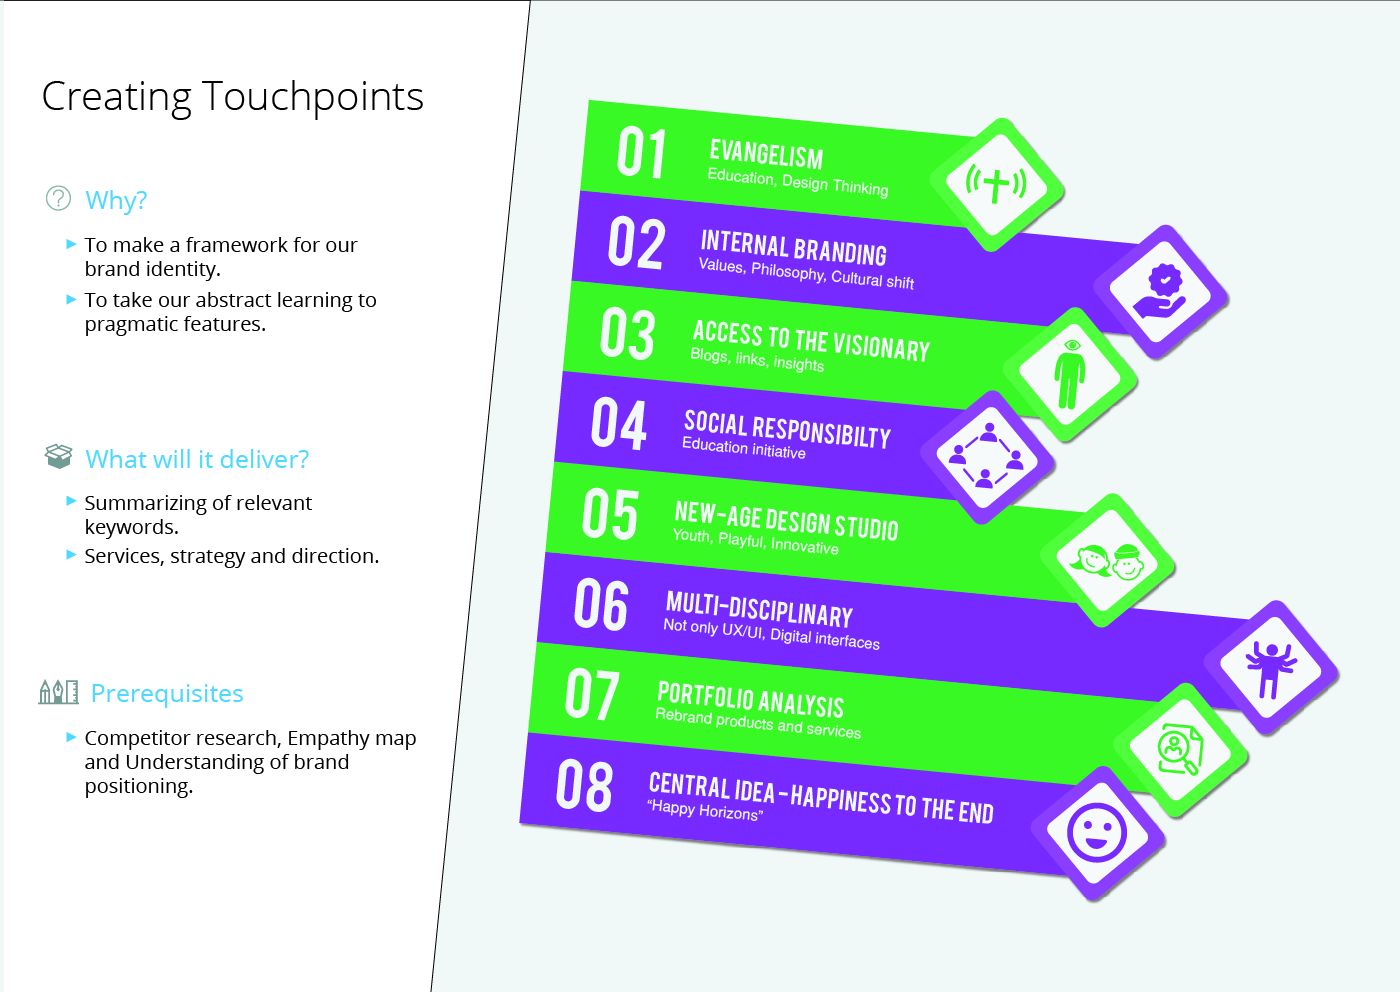 Creating Touchpoints
Why?
To make a framework for our
brand identity.
To take our abstract learning to
pragmatic features.
What will it deliver?
Summarizing of relevant
keywords.
Services, strategy and direction.
Prerequisites
Competitor research, Empathy map
and Understanding of brand
positioning.
01
EVANGELISM
Education, Design Thinking
02
INTERNAL BRANDING
Values, Philosophy, Cultural shift
03
ACCESS TO THE VISIONARY
Blogs, links, insights
04
SOCIAL RESPONSIBILTY
Education initiative
05
NEW-AGE DESIGN STUDIO
Youth, Playful, Innovative
06
MULTI-DISCIPLINARY
Not only UX/UI, Digital interfaces
07
PORTFOLIO ANALYSIS
Rebrand products and services
08
CENTRAL IDEA - HAPPINESS TO THE END
“Happy Horizons”